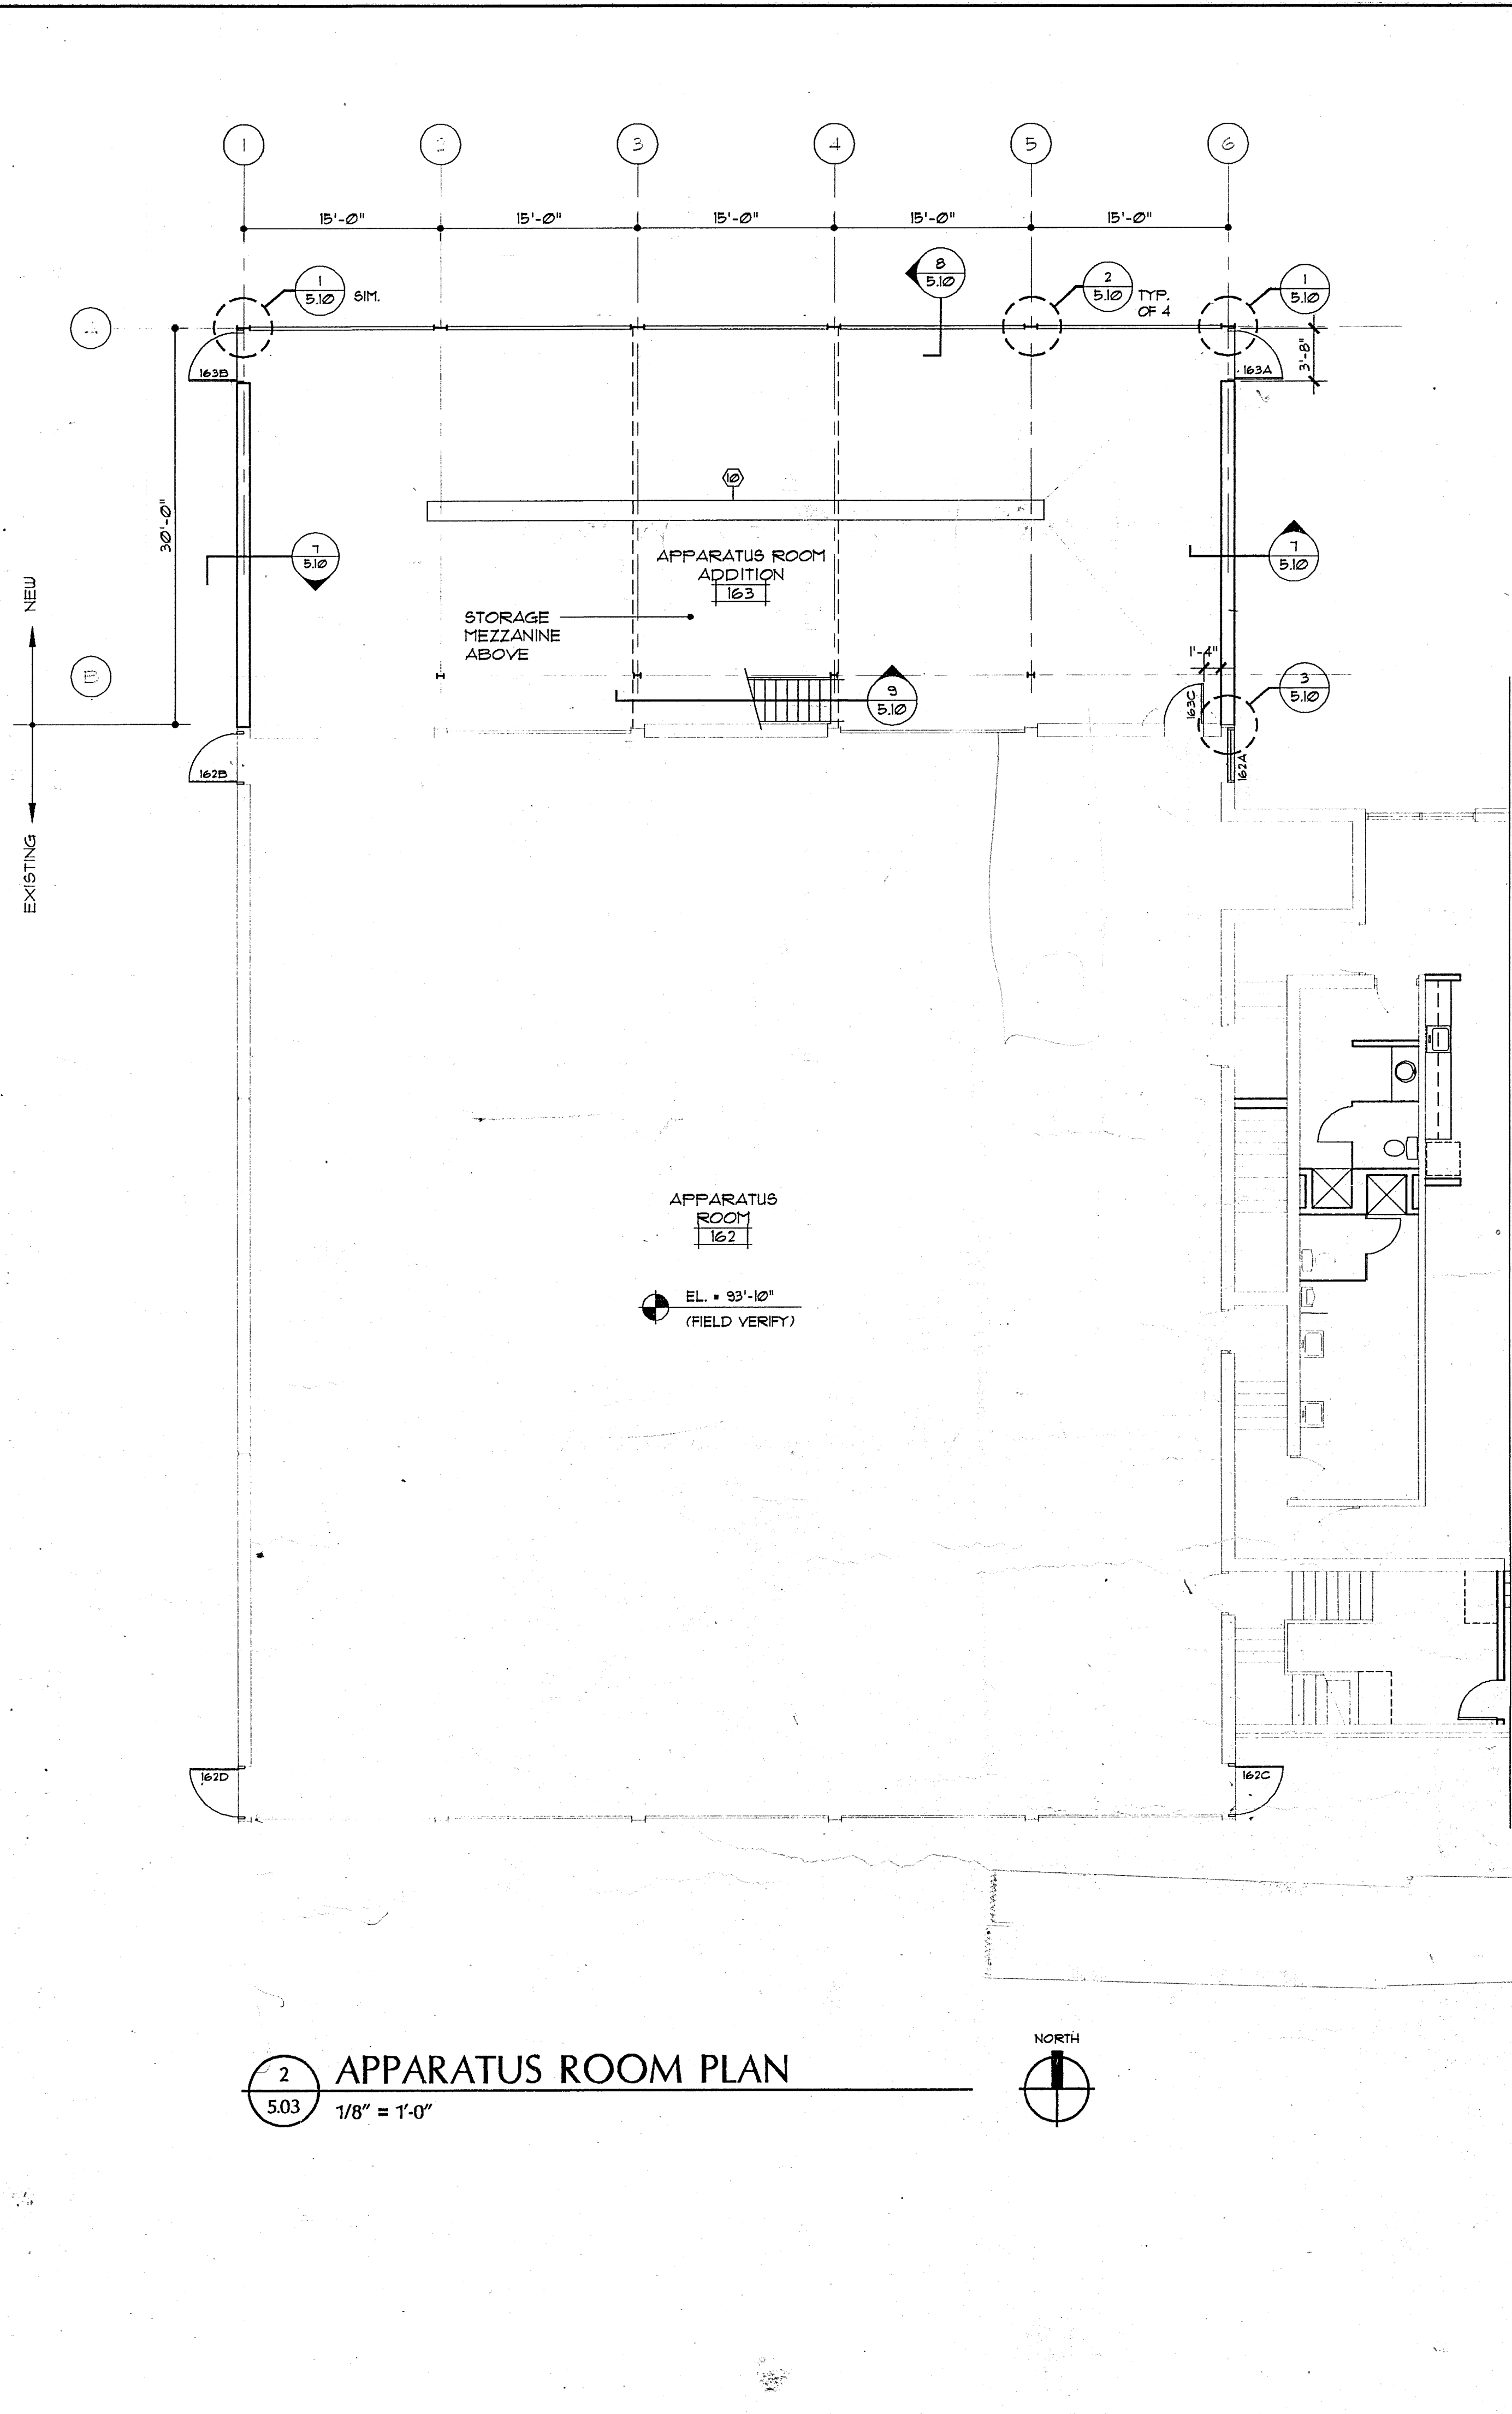 1 2 3 4 5 6
15'-0" 15'-0" 15'-0" 15'-0" 15'-0"
1
5.10
SIM.
8
5.10
2
5.10
TYP.
OF 4
1
5.10
A
163B
163A
3'-8"
10
30'-0"
7
5.10
APPARATUS ROOM
ADDITION
163
7
5.10
NEW
STORAGE
MEZZANINE
ABOVE
1'-4"
B
9
5.10
3
5.10
163C
162B
162A
EXISTING
APPARATUS
ROOM
162
EL. = 93'-10"
(FIELD VERIFY)
162D
162C
NORTH
2
5.03
APPARATUS ROOM PLAN
1/8" = 1'-0"